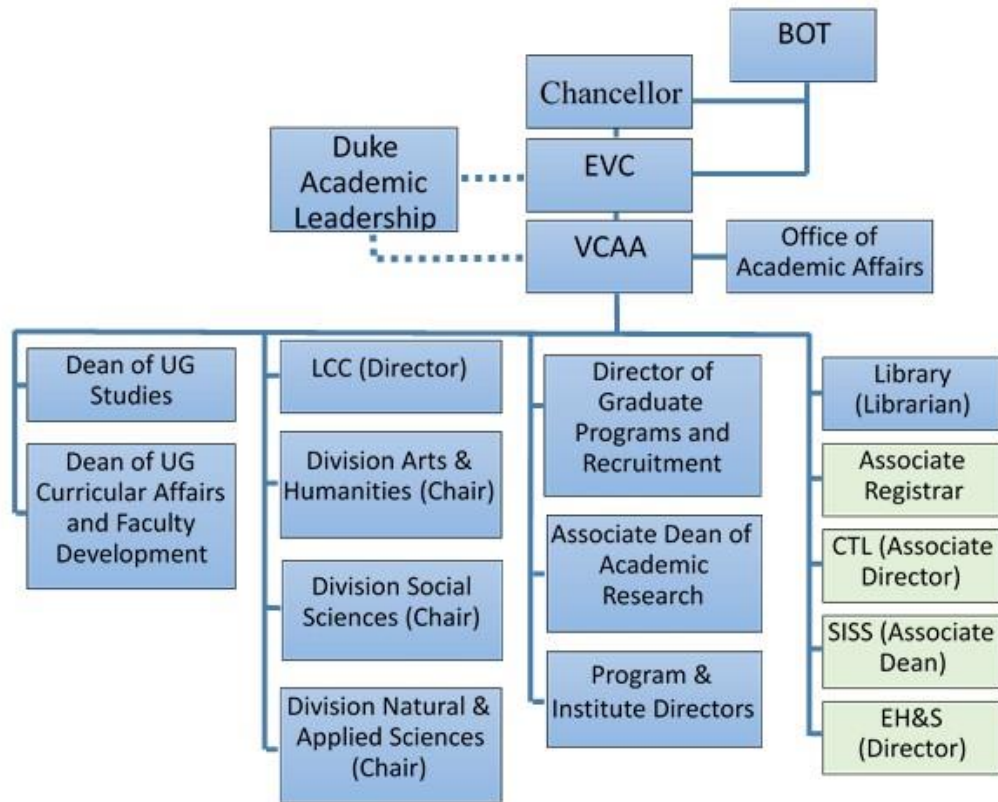 BOT
Chancellor
Duke
Academic
Leadership
EVC
VCAA
Office of
Academic Affairs
Dean of UG
Studies
Dean of UG
Curricular Affairs
and Faculty
Development
LCC (Director)
Division Arts &
Humanities (Chair)
Division Social
Sciences (Chair)
Division Natural &
Applied Sciences
(Chair)
Director of
Graduate
Programs and
Recruitment
Associate Dean of
Academic
Research
Program &
Institute Directors
Library
(Librarian)
Associate
Registrar
CTL (Associate
Director)
SISS (Associate
Dean)
EH&S
(Director)